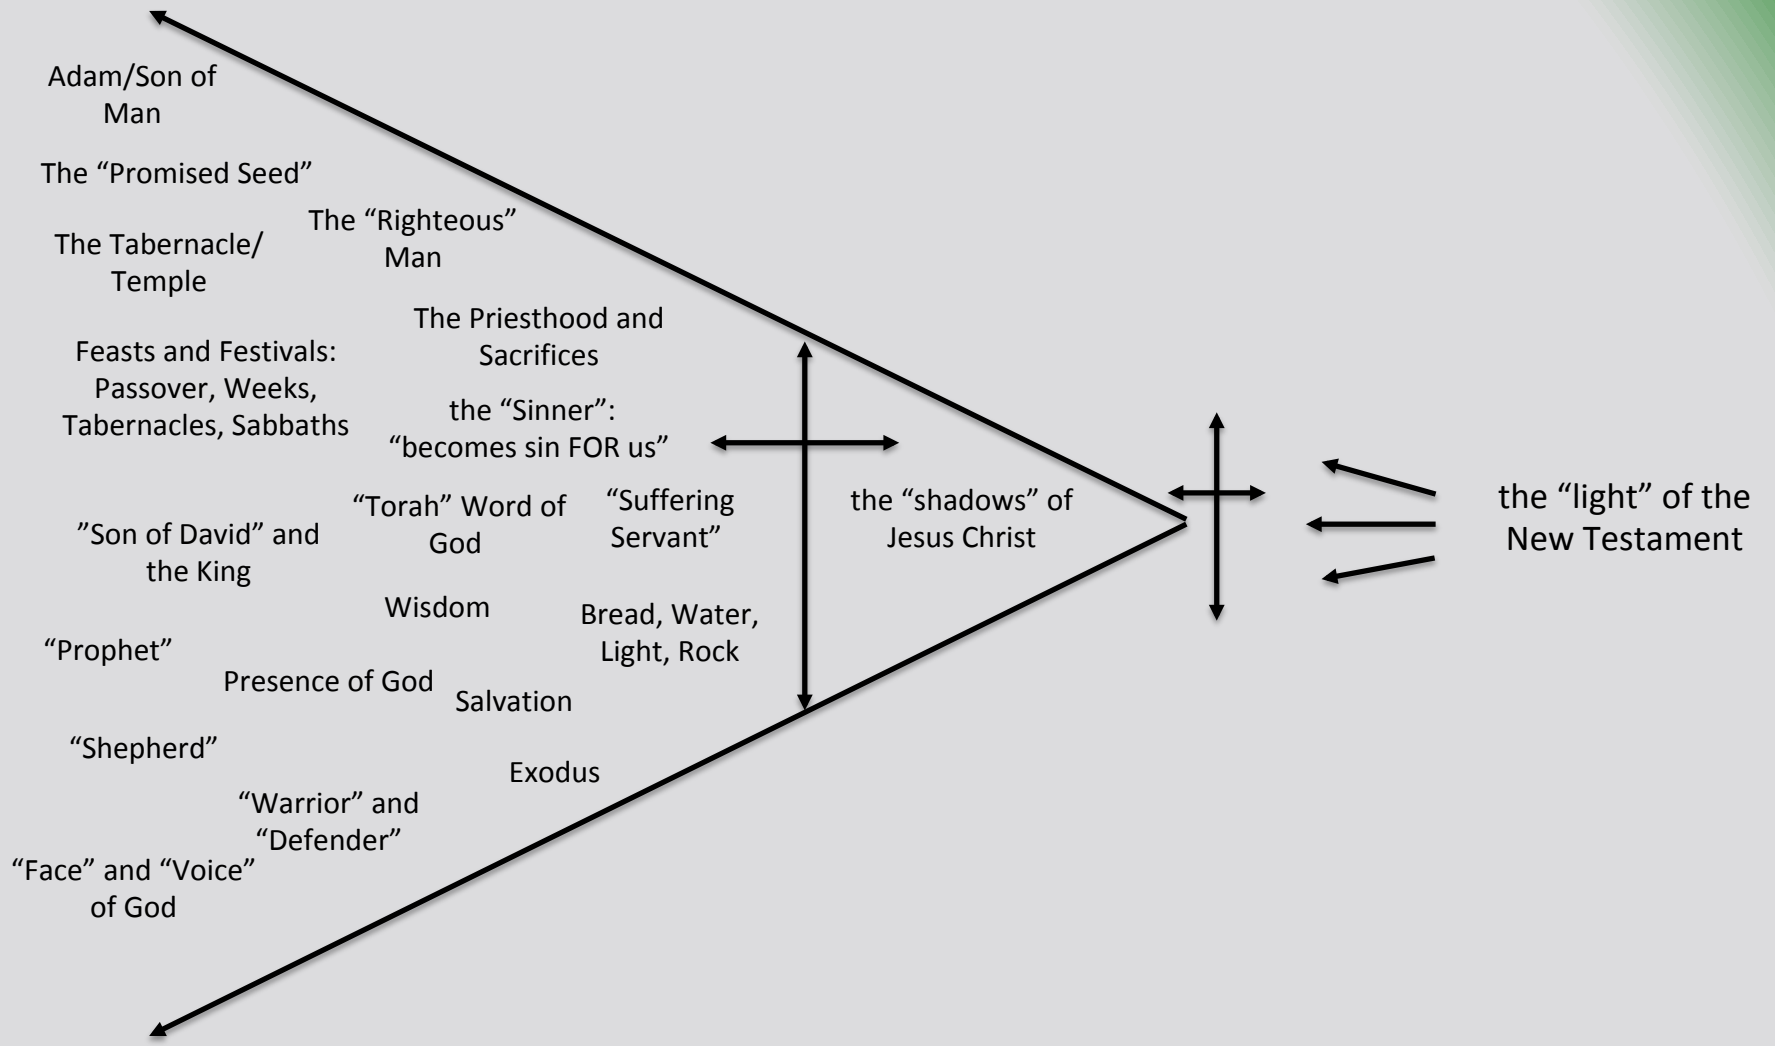 Adam/Son of
Man
The “Promised Seed”
The “Righteous”
Man
The Tabernacle/
Temple
The Priesthood and
Sacrifices
Feasts and Festivals:
Passover, Weeks,
Tabernacles, Sabbaths
the “Sinner”:
“becomes sin FOR us”
“Torah” Word of
God
“Suffering
Servant”
the “shadows” of
Jesus Christ
the “light” of the
New Testament
”Son of David” and
the King
Wisdom
Bread, Water,
Light, Rock
“Prophet”
Presence of God
Salvation
“Shepherd”
Exodus
“Warrior” and
“Defender”
“Face” and “Voice”
of God